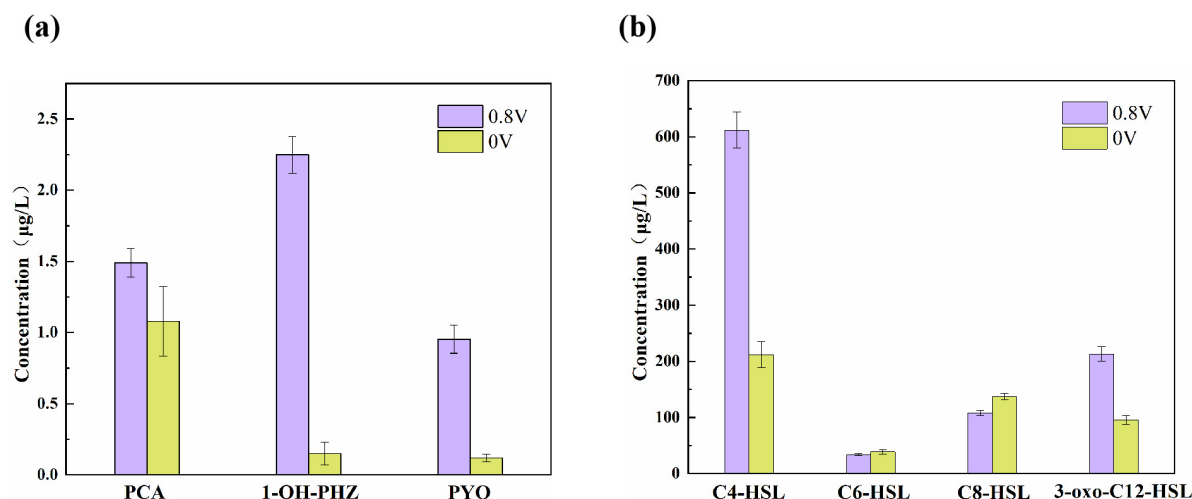 (a)
0.8V
0V
Concentration（μg/L）
2.5
2.0
1.5
1.0
0.5
0.0
PCA 1-OH-PHZ PYO
(b)
0.8V
0V
Concentration（μg/L）
700
600
500
400
300
200
100
0
C4-HSL C6-HSL C8-HSL 3-oxo-C12-HSL